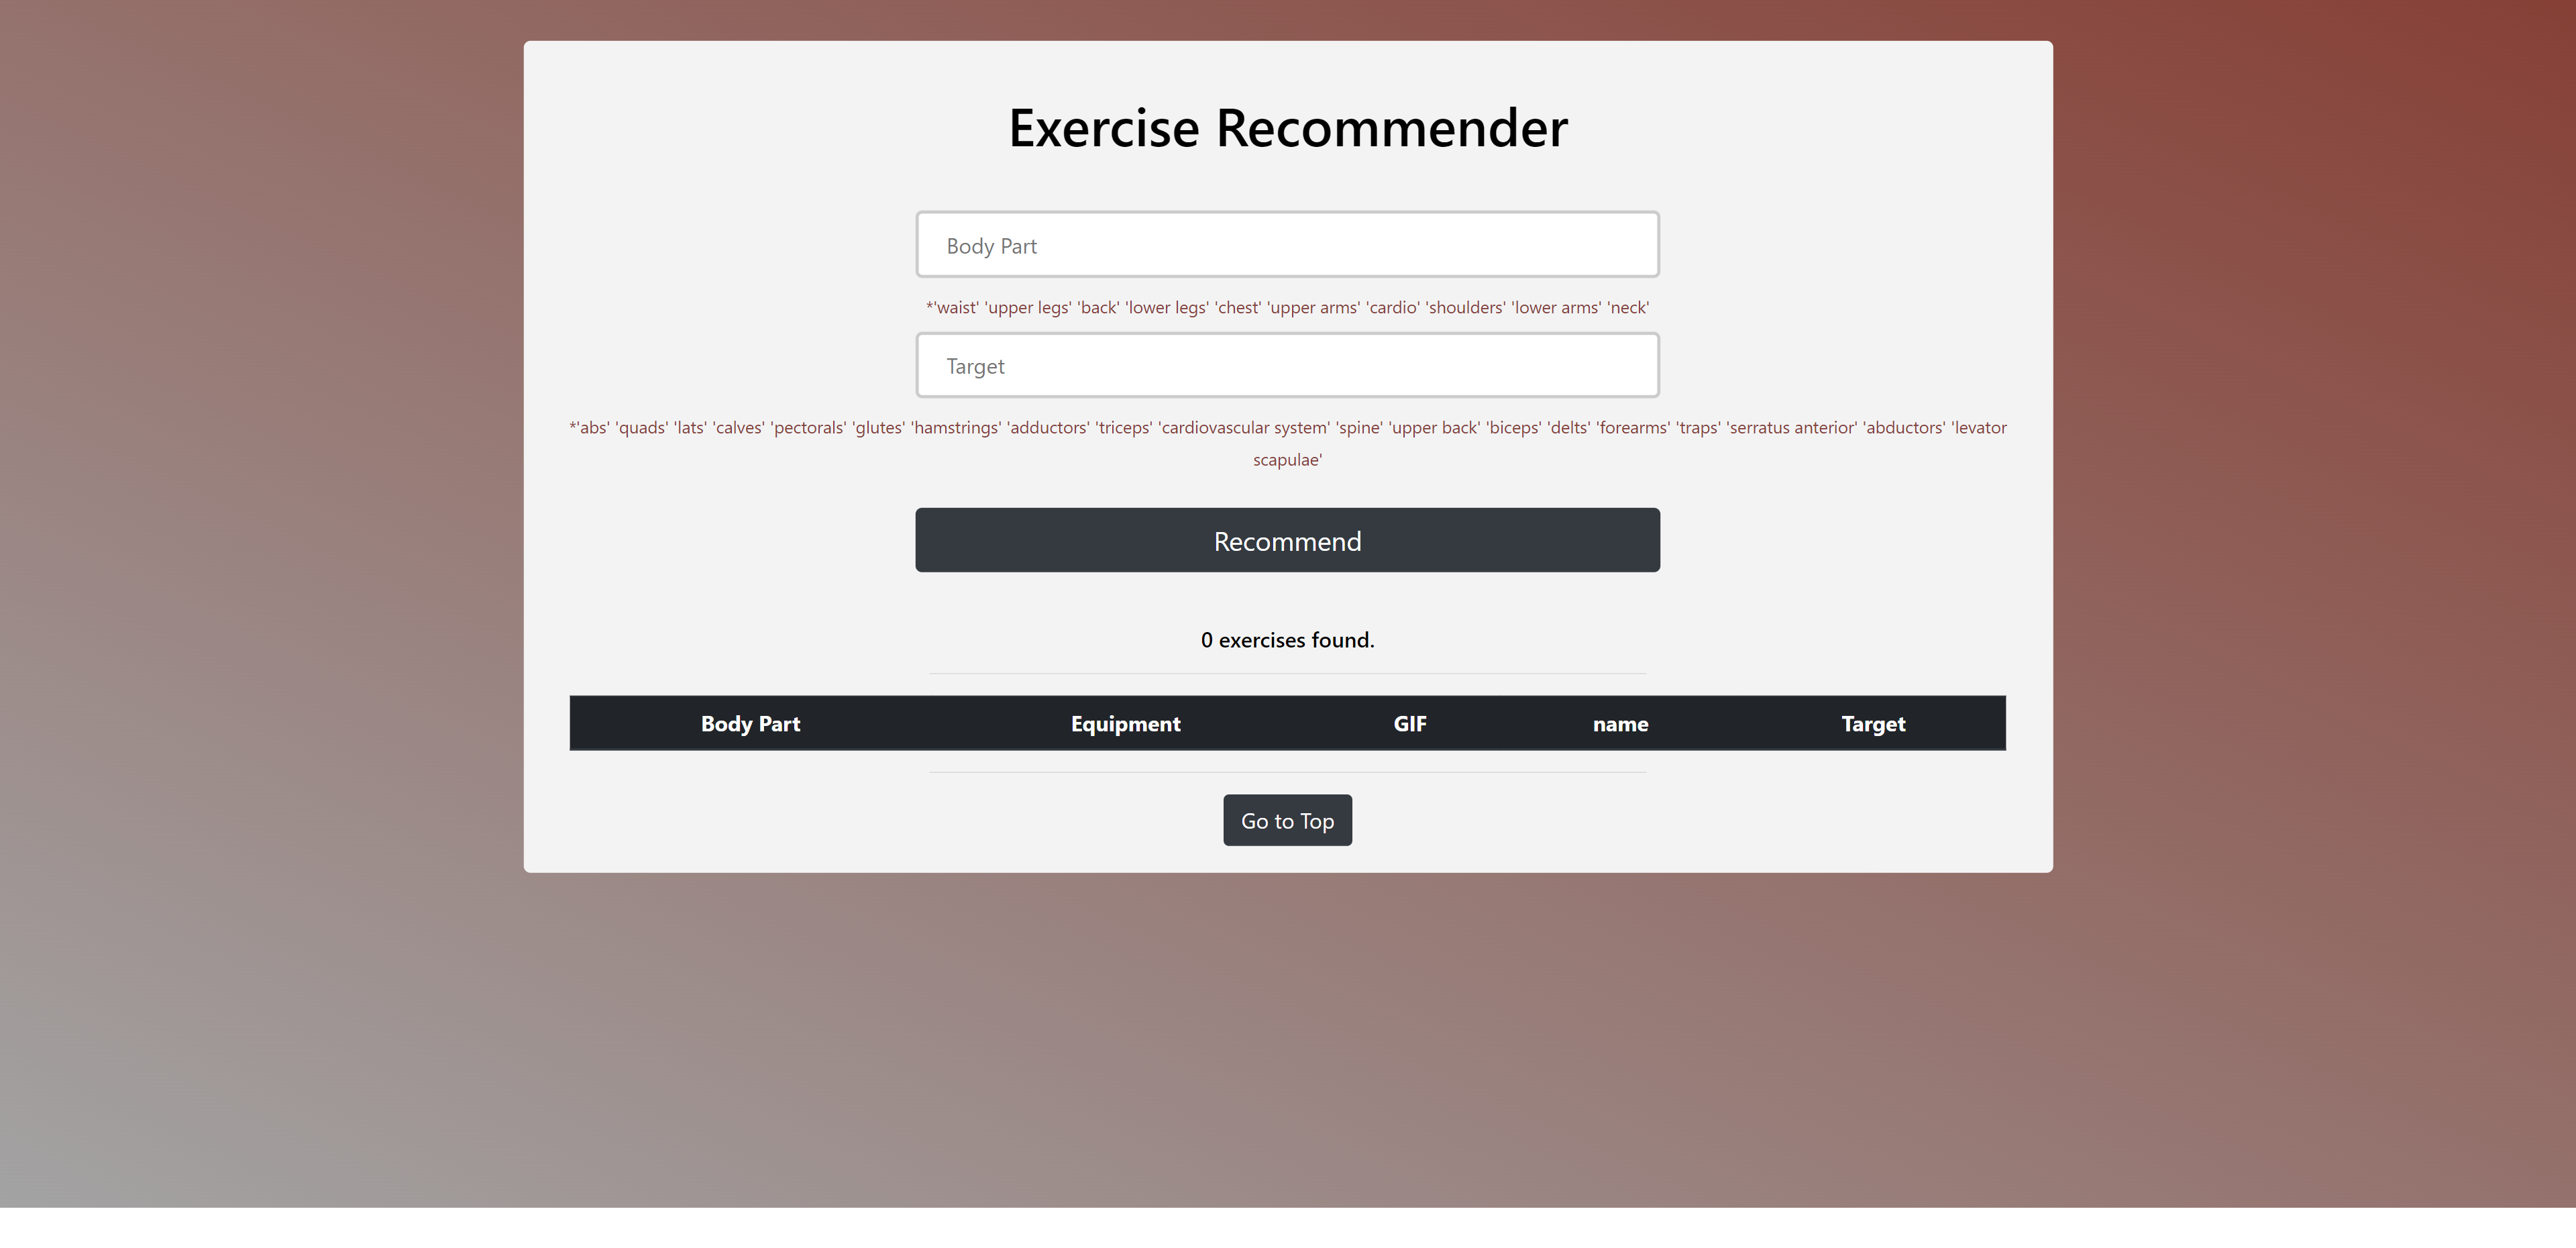 Exercise Recommender
Body Part
*'waist' 'upper legs' 'back' 'lower legs' 'chest' 'upper arms' 'cardio' 'shoulders' 'lower arms' 'neck'
Target
*'abs' 'quads' 'lats' 'calves' 'pectorals' 'glutes' 'hamstrings' 'adductors' 'triceps' 'cardiovascular system' 'spine' 'upper back' 'biceps' 'delts' 'forearms' 'traps' 'serratus anterior' 'abductors' 'levator
scapulae'
Recommend
0 exercises found.
Body Part Equipment GIF name Target
Go to Top